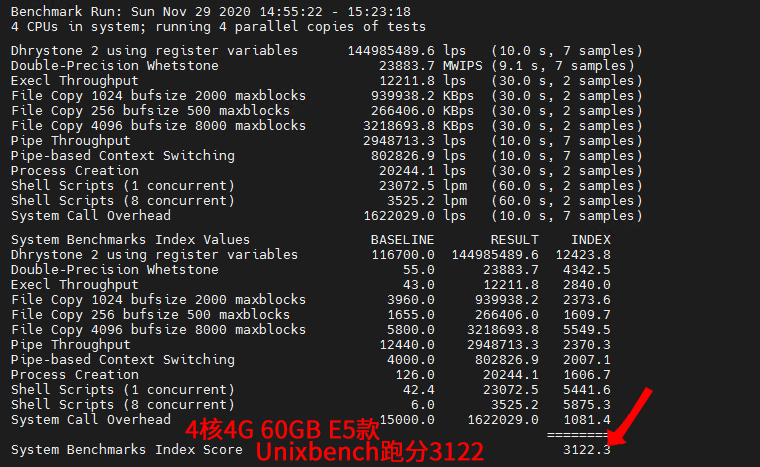 Benchmark Run: Sun Nov 29 2020 14:55:22 - 15:23:18
4 CPUs in system; running 4 parallel copies of tests
Dhrystone 2 using register variables 144985489.6 lps (10.0 s, 7 samples)
Double-Precision Whetstone 23883.7 MWIPS (9.1 s, 7 samples)
Execl Throughput 12211.8 lps (30.0 s, 2 samples)
File Copy 1024 bufsize 2000 maxblocks 939938.2 KBps (30.0 s, 2 samples)
File Copy 256 bufsize 500 maxblocks 266406.0 KBps (30.0 s, 2 samples)
File Copy 4096 bufsize 8000 maxblocks 3218693.8 KBps (30.0 s, 2 samples)
Pipe Throughput 2948713.3 lps (10.0 s, 7 samples)
Pipe-based Context Switching 802826.9 lps (10.0 s, 7 samples)
Process Creation 20244.1 lps (30.0 s, 2 samples)
Shell Scripts (1 concurrent) 23072.5 lpm (60.0 s, 2 samples)
Shell Scripts (8 concurrent) 3525.2 lpm (60.0 s, 2 samples)
System Call Overhead 1622029.0 lps (10.0 s, 7 samples)
System Benchmarks Index Values BASELINE RESULT INDEX
Dhrystone 2 using register variables 116700.0 144985489.6 12423.8
Double-Precision Whetstone 55.0 23883.7 4342.5
Execl Throughput 43.0 12211.8 2840.0
File Copy 1024 bufsize 2000 maxblocks 3960.0 939938.2 2373.6
File Copy 256 bufsize 500 maxblocks 1655.0 266406.0 1609.7
File Copy 4096 bufsize 8000 maxblocks 5800.0 3218693.8 5549.5
Pipe Throughput 12440.0 2948713.3 2370.3
Pipe-based Context Switching 4000.0 802826.9 2007.1
Process Creation 126.0 20244.1 1606.7
Shell Scripts (1 concurrent) 42.4 23072.5 5441.6
Shell Scripts (8 concurrent) 6.0 3525.2 5875.3
System Call Overhead 15000.0 1622029.0 1081.4
4核4G 60GB E5款
========
System Benchmarks Index Score 3122.3
Unixbench跑分3122